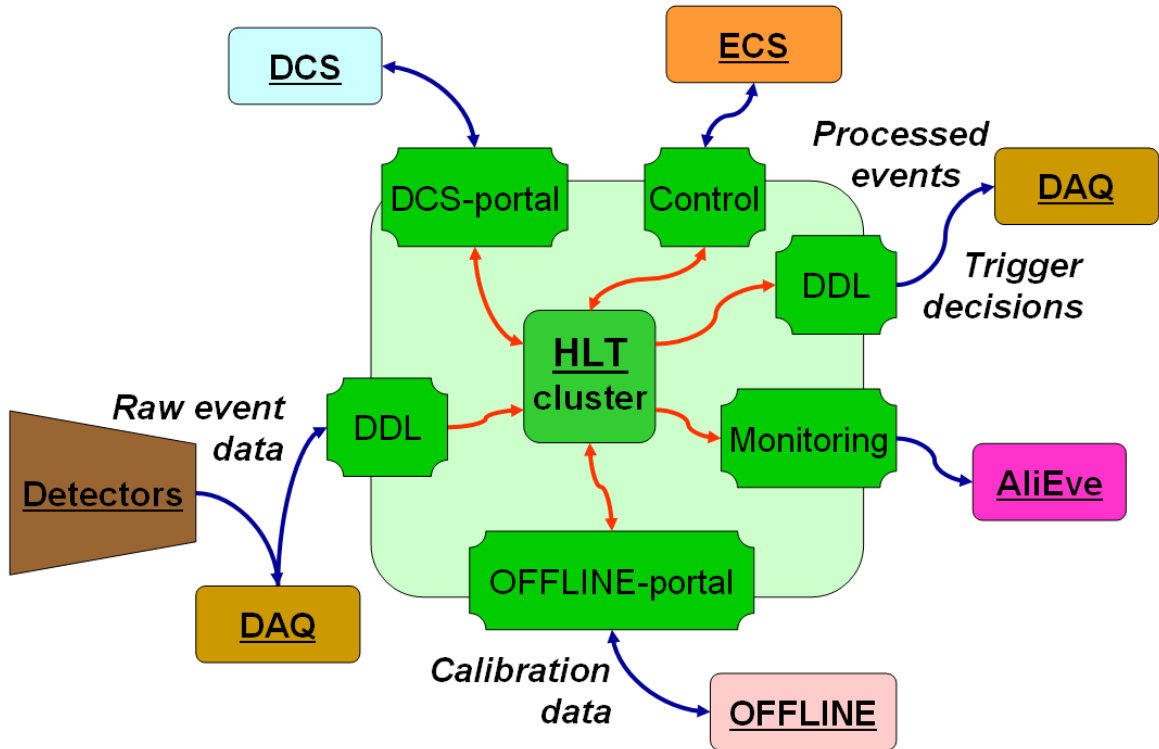 DCS
ECS
Processed
events
DAQ
DCS-portal
Control
DDL
Trigger
decisions
HLT
cluster
Raw event
data
DDL
Monitoring
Detectors
AliEve
OFFLINE-portal
DAQ
Calibration
data
OFFLINE